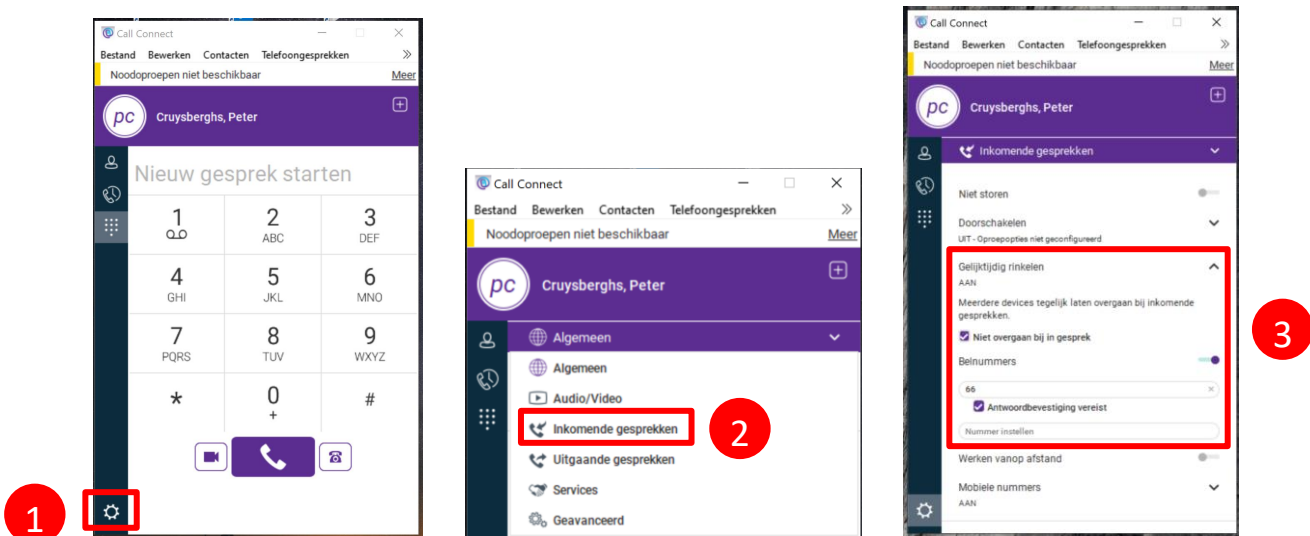 Call Connect
Bestand Bewerken Contacten Telefoongesprekken »
Noodoproepen niet beschikbaar Meer
pc Cruysberghs, Peter
Nieuw gesprek starten
1 2 3
ABC DEF
4 5 6
GHI JKL MNO
7 8 9
PQRS TUV WXYZ
* 0 #
+
1
Call Connect
Bestand Bewerken Contacten Telefoongesprekken »
Noodoproepen niet beschikbaar Meer
pc Cruysberghs, Peter
Algemeen
Algemeen
Audio/Video
Inkomende gesprekken
Uitgaande gesprekken
Services
Geavanceerd
2
Call Connect
Bestand Bewerken Contacten Telefoongesprekken »
Noodoproepen niet beschikbaar Meer
pc Cruysberghs, Peter
Inkomende gesprekken
Niet storen
Doorschakelen
UIT - Oproepopties niet geconfigureerd
Gelijktijdig rinkelen
AAN
Meerdere devices tegelijk laten overgaan bij inkomende
gesprekken.
Niet overgaan bij in gesprek
Belnummers
66
Antwoordbevestiging vereist
Nummer instellen
Werken vanop afstand
Mobiele nummers
AAN
3